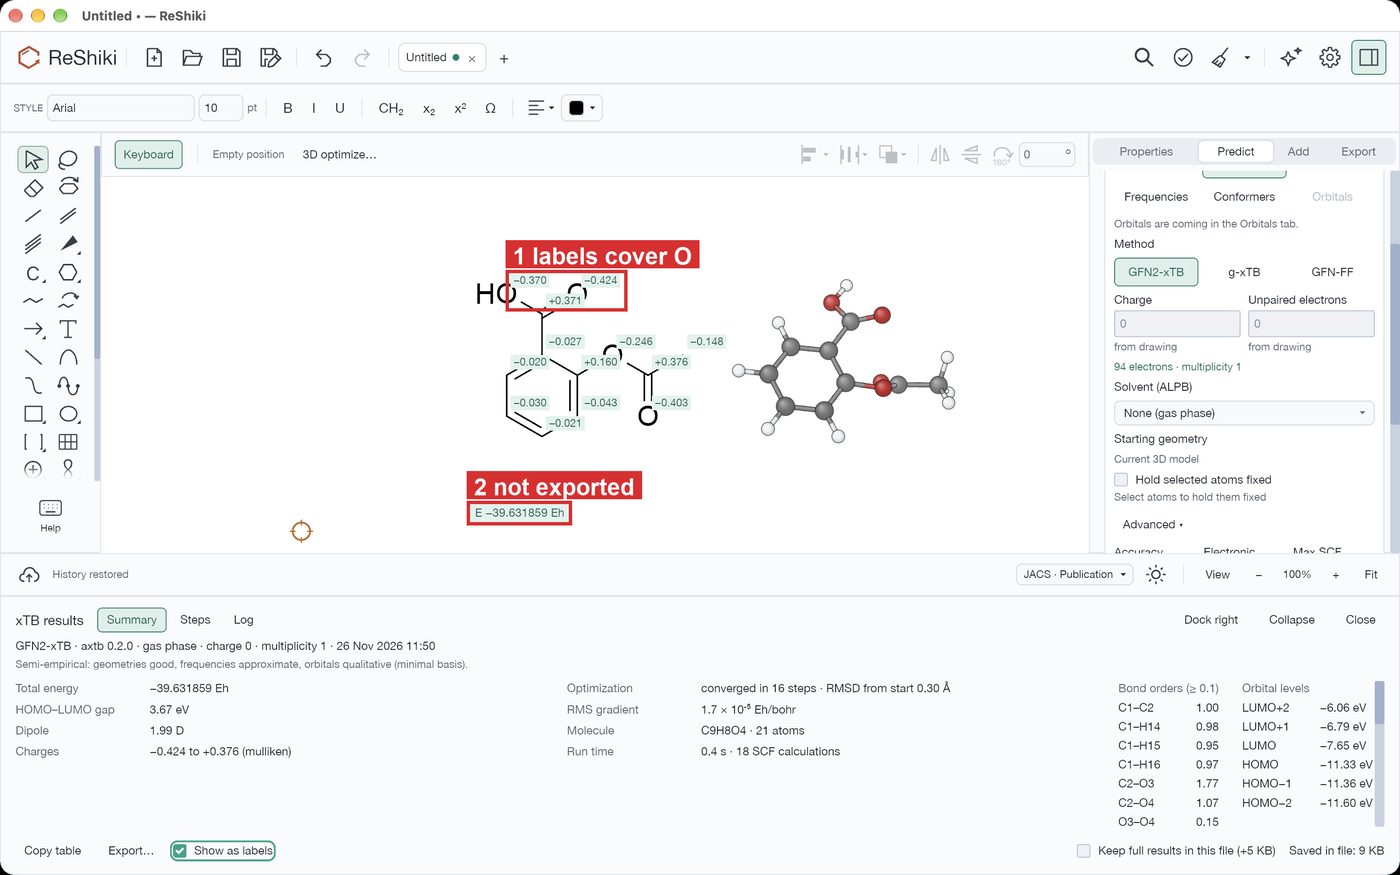 Untitled • — ReShiki
ReShiki
Untitled
STYLE
Arial
10
pt
B
I
U
CH2
x2
x2
Ω
Keyboard
Empty position
3D optimize...
180°
0
°
Properties
Predict
Add
Export
C
T
Help
1 labels cover O
−0.370
−0.424
HO
O
+0.371
−0.027
O
−0.246
−0.148
−0.020
+0.160
+0.376
−0.030
−0.043
−0.403
O
−0.021
2 not exported
E −39.631859 Eh
Frequencies
Conformers
Orbitals
Orbitals are coming in the Orbitals tab.
Method
GFN2-xTB
g-xTB
GFN-FF
Charge
Unpaired electrons
0
0
from drawing
from drawing
94 electrons · multiplicity 1
Solvent (ALPB)
None (gas phase)
Starting geometry
Current 3D model
Hold selected atoms fixed
Select atoms to hold them fixed
Advanced
Accuracy
Electronic
Max SCF
History restored
JACS · Publication
View
−
100%
+
Fit
xTB results
Summary
Steps
Log
Dock right
Collapse
Close
GFN2-xTB · axtb 0.2.0 · gas phase · charge 0 · multiplicity 1 · 26 Nov 2026 11:50
Semi-empirical: geometries good, frequencies approximate, orbitals qualitative (minimal basis).
Total energy −39.631859 Eh
HOMO–LUMO gap 3.67 eV
Dipole 1.99 D
Charges −0.424 to +0.376 (mulliken)
Optimization converged in 16 steps · RMSD from start 0.30 Å
RMS gradient 1.7 × 10⁻⁵ Eh/bohr
Molecule C9H8O4 · 21 atoms
Run time 0.4 s · 18 SCF calculations
Bond orders (≥ 0.1)
C1–C2 1.00
C1–H14 0.98
C1–H15 0.95
C1–H16 0.97
C2–O3 1.77
C2–O4 1.07
O3–O4 0.15
Orbital levels
LUMO+2 −6.06 eV
LUMO+1 −6.79 eV
LUMO −7.65 eV
HOMO −11.33 eV
HOMO−1 −11.36 eV
HOMO−2 −11.60 eV
Copy table
Export...
Show as labels
Keep full results in this file (+5 KB)
Saved in file: 9 KB